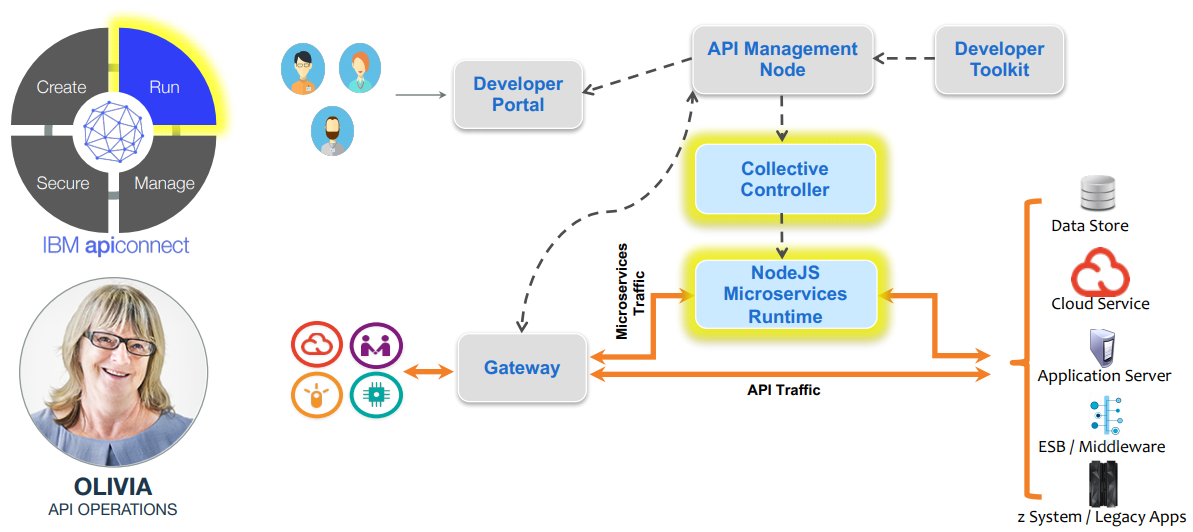 Create
Run
Secure
Manage
IBM apiconnect
OLIVIA
API OPERATIONS
Developer
Portal
API Management
Node
Developer
Toolkit
Collective
Controller
NodeJS
Microservices
Runtime
Microservices
Traffic
Gateway
API Traffic
Data Store
Cloud Service
Application Server
ESB / Middleware
z System / Legacy Apps